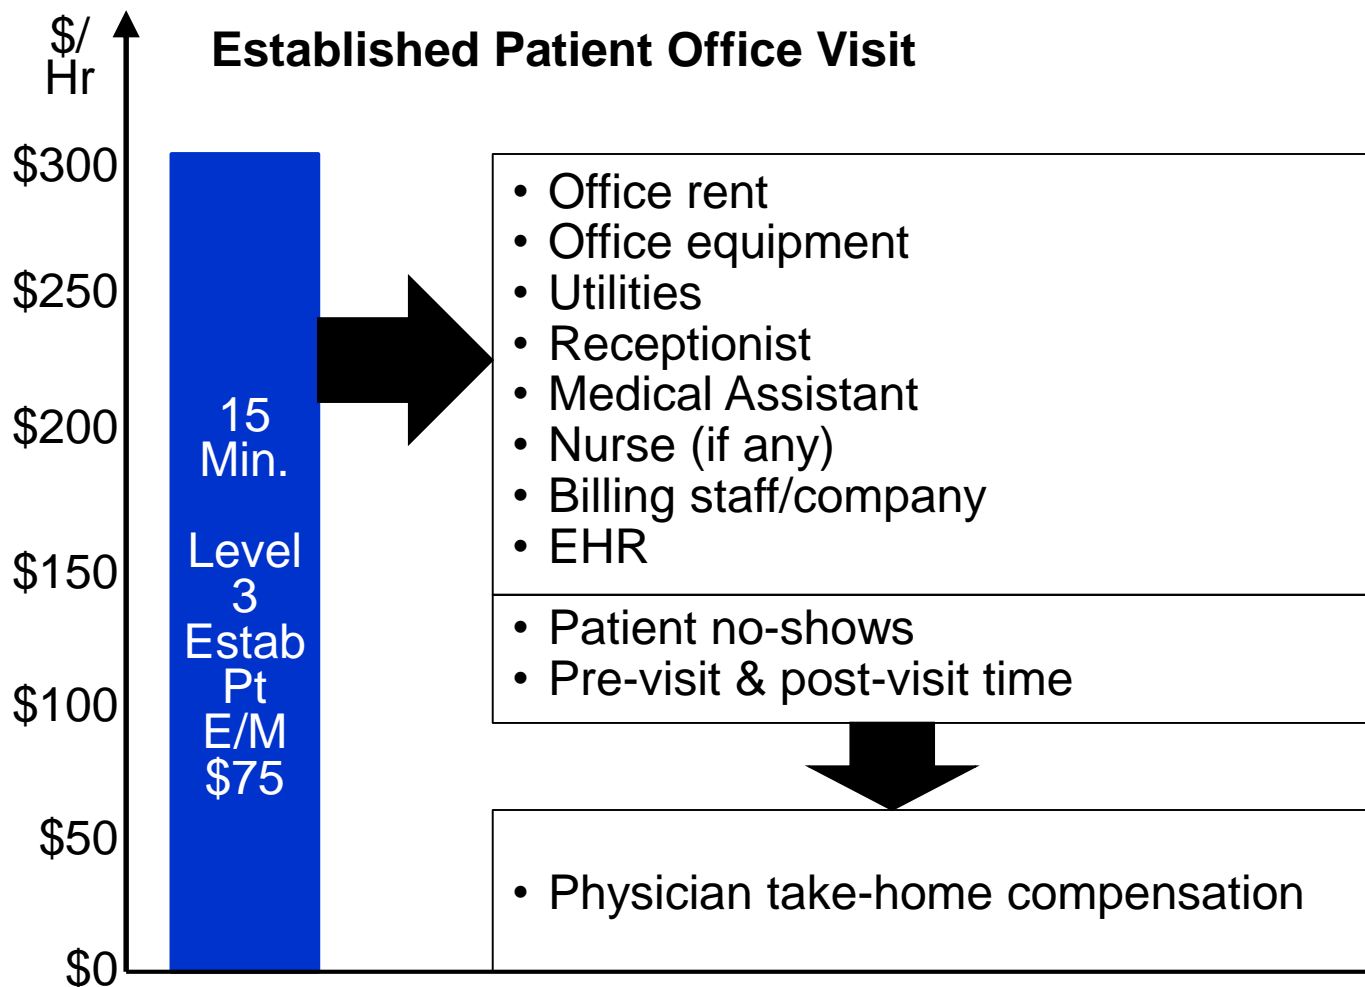 $/
Hr
Established Patient Office Visit
$300
$250
$200
$150
$100
$50
$0
15
Min.
Level
3
Estab
Pt
E/M
$75
• Office rent
• Office equipment
• Utilities
• Receptionist
• Medical Assistant
• Nurse (if any)
• Billing staff/company
• EHR
• Patient no-shows
• Pre-visit & post-visit time
• Physician take-home compensation